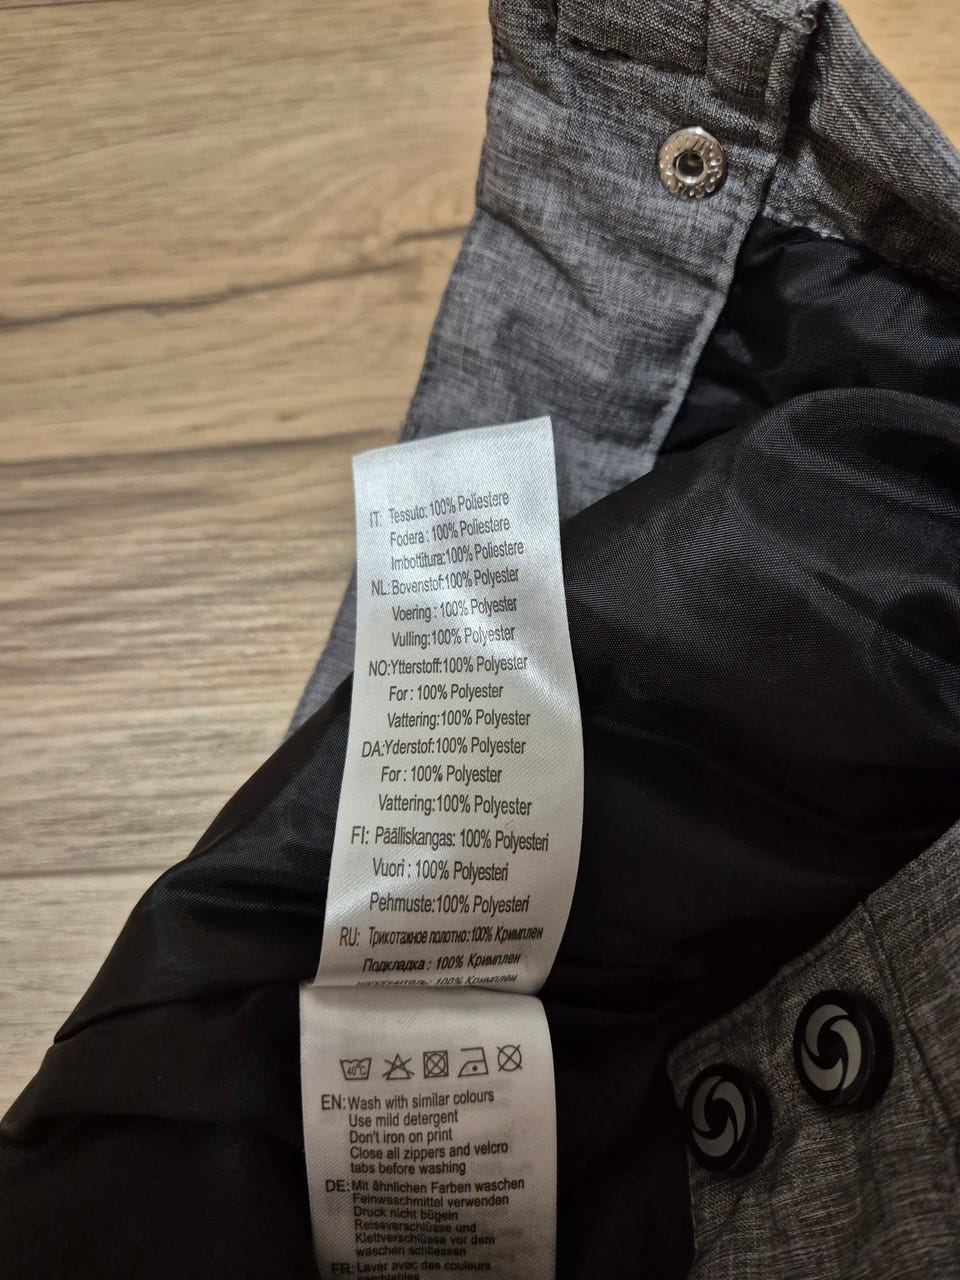 IT: Tessuto: 100% Poliestere
Fodera : 100% Poliestere
Imbottitura:100% Poliestere
NL: Bovenstof:100% Polyester
Voering : 100% Polyester
Vulling:100% Polyester
NO:Ytterstoff:100% Polyester
For : 100% Polyester
Vattering:100% Polyester
DA:Yderstof:100% Polyester
For : 100% Polyester
Vattering:100% Polyester
FI: Päälliskangas: 100% Polyesteri
Vuori : 100% Polyesteri
Pehmuste:100% Polyesteri
RU: Трикотажное полотно:100% Кримплен
Подкладка : 100% Кримплен
наполнитель: 100% Кримплен
40°C
EN: Wash with similar colours
Use mild detergent
Don't iron on print
Close all zippers and velcro
tabs before washing
DE: Mit ähnlichen Farben waschen
Feinwaschmittel verwenden
Druck nicht bügeln
Reissverschlüsse und
Klettverschlüsse vor dem
waschen schliessen
FR: Laver avec des couleurs
semblables